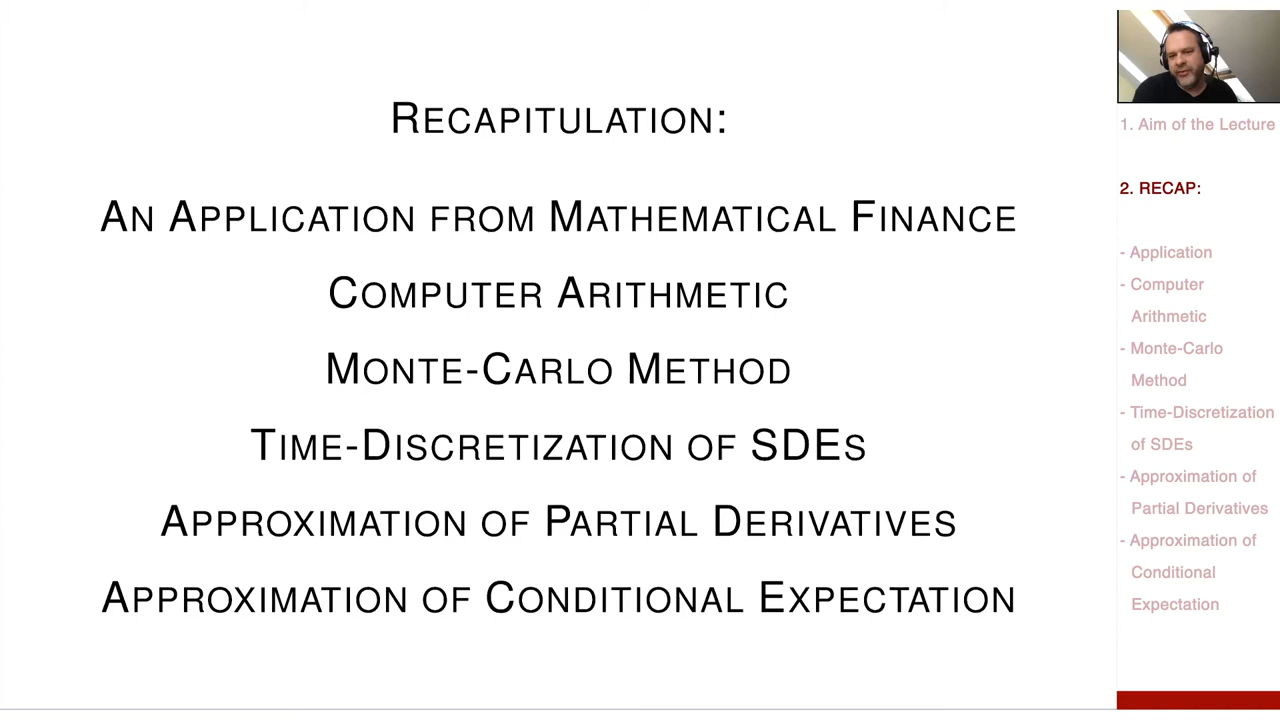 RECAPITULATION:
AN APPLICATION FROM MATHEMATICAL FINANCE
COMPUTER ARITHMETIC
MONTE-CARLO METHOD
TIME-DISCRETIZATION OF SDES
APPROXIMATION OF PARTIAL DERIVATIVES
APPROXIMATION OF CONDITIONAL EXPECTATION
1. Aim of the Lecture
2. RECAP:
- Application
- Computer
Arithmetic
- Monte-Carlo
Method
- Time-Discretization
of SDEs
- Approximation of
Partial Derivatives
- Approximation of
Conditional
Expectation